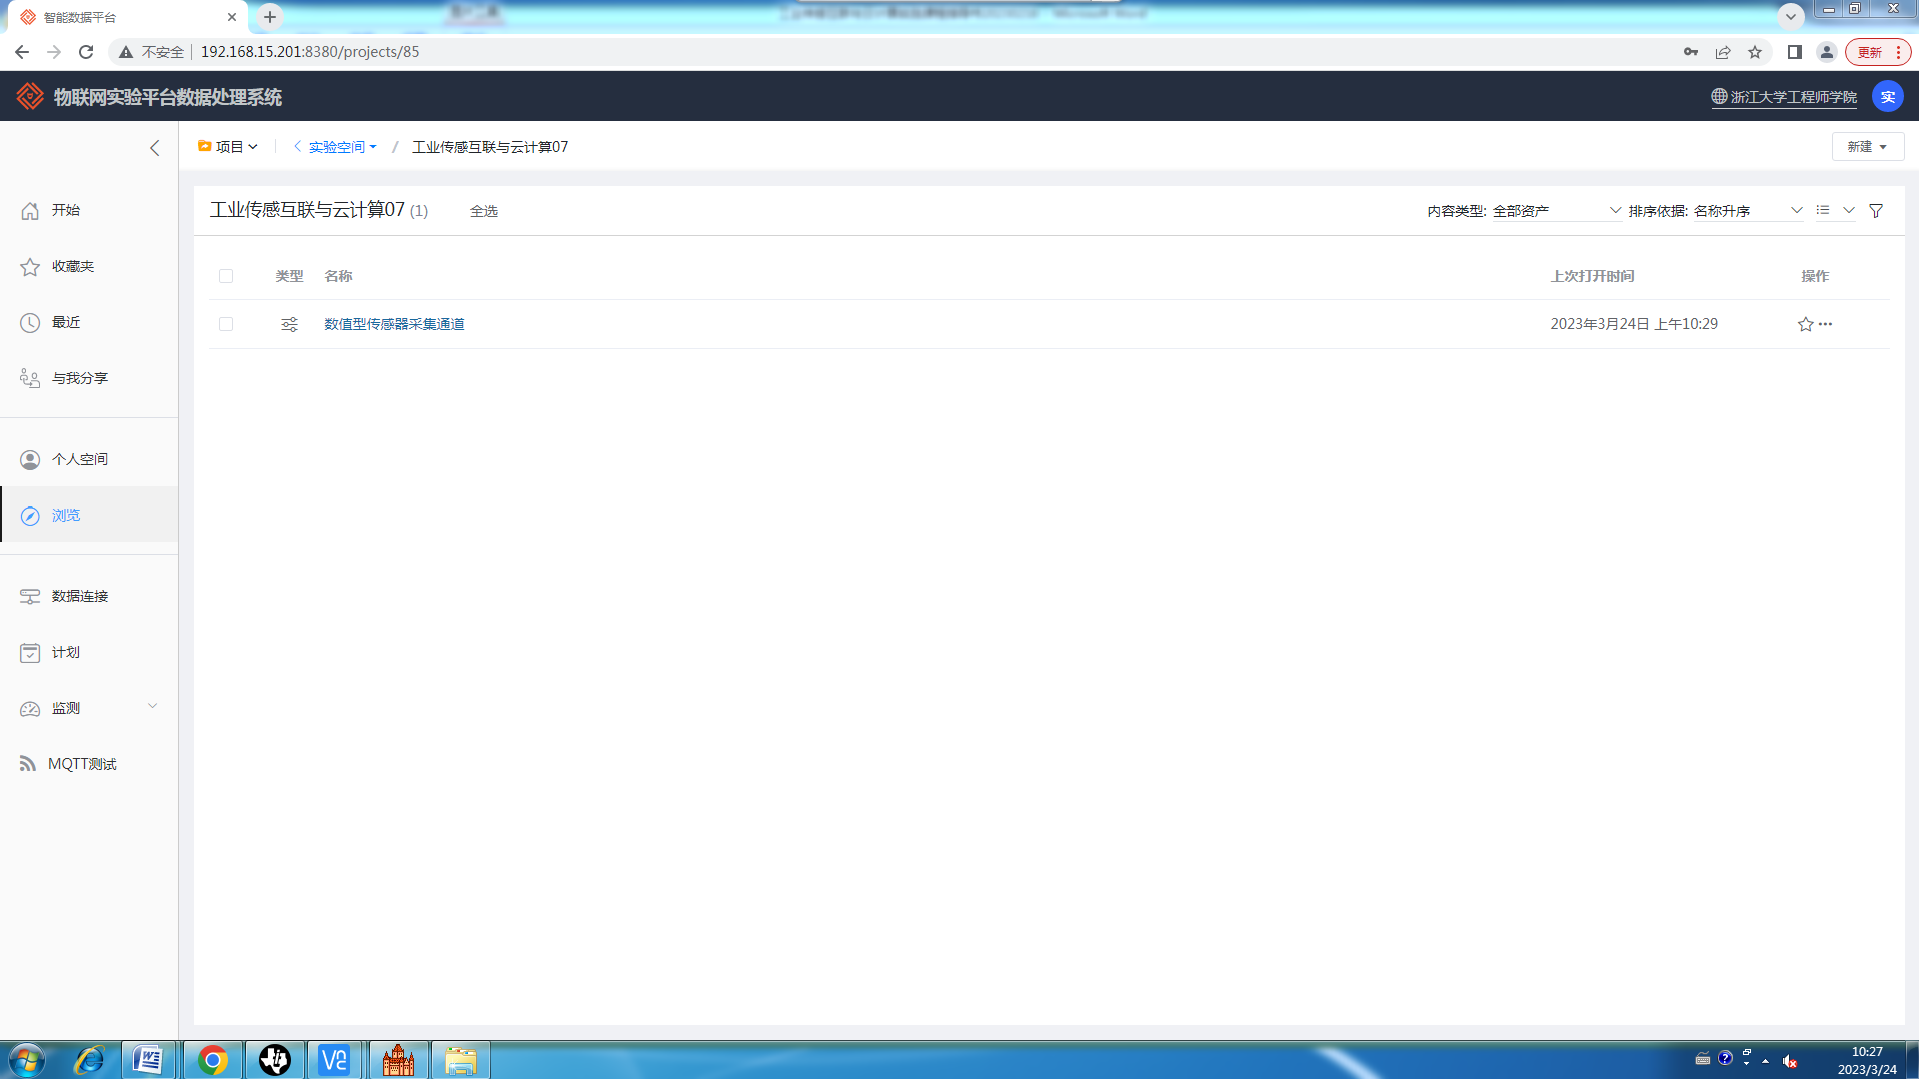 智能数据平台
不安全 192.168.15.201:8380/projects/85
更新
物联网实验平台数据处理系统
浙江大学工程师学院 实
项目 实验空间 / 工业传感互联与云计算07
新建
工业传感互联与云计算07 (1) 全选
内容类型: 全部资产 排序依据: 名称升序
类型 名称 上次打开时间 操作
数值型传感器采集通道 2023年3月24日 上午10:29
开始
收藏夹
最近
与我分享
个人空间
浏览
数据连接
计划
监测
MQTT测试
10:27
2023/3/24